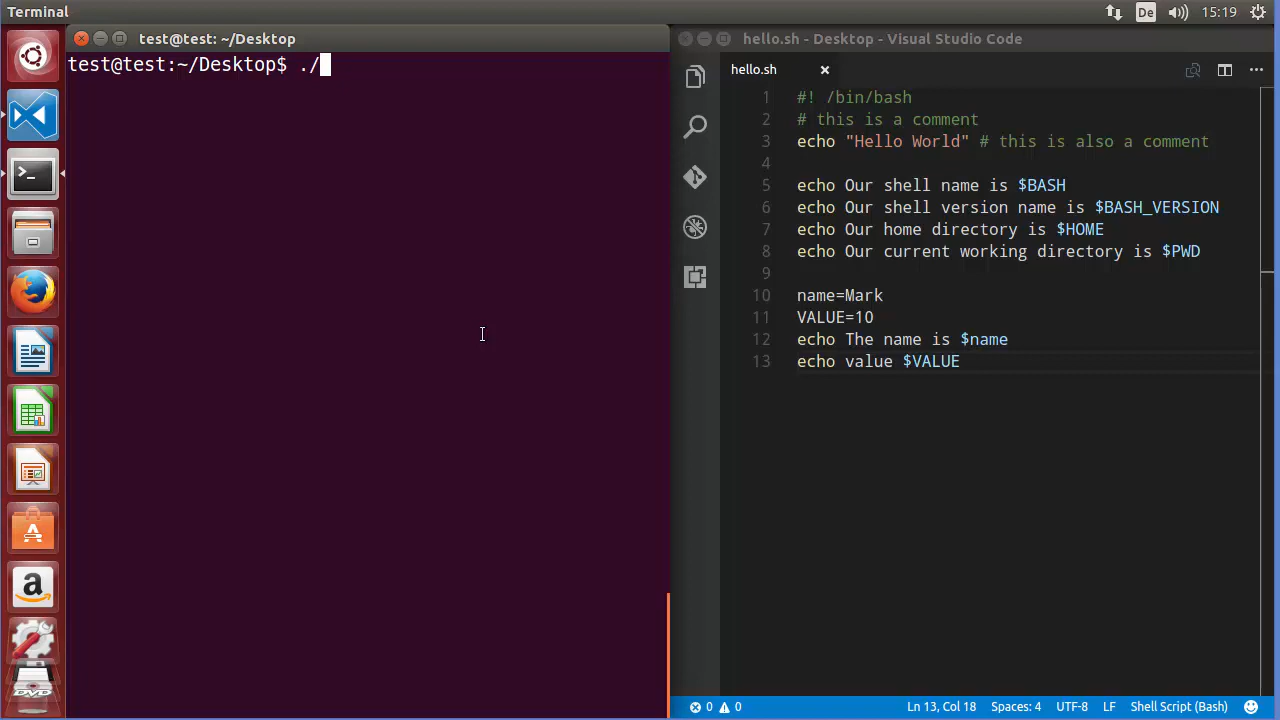 Terminal
De
15:19
test@test: ~/Desktop
test@test:~/Desktop$ ./
hello.sh - Desktop - Visual Studio Code
hello.sh
1 #! /bin/bash
2 # this is a comment
3 echo "Hello World" # this is also a comment
4
5 echo Our shell name is $BASH
6 echo Our shell version name is $BASH_VERSION
7 echo Our home directory is $HOME
8 echo Our current working directory is $PWD
9
10 name=Mark
11 VALUE=10
12 echo The name is $name
13 echo value $VALUE
0 0 Ln 13, Col 18 Spaces: 4 UTF-8 LF Shell Script (Bash)
>_
A
a
DVD